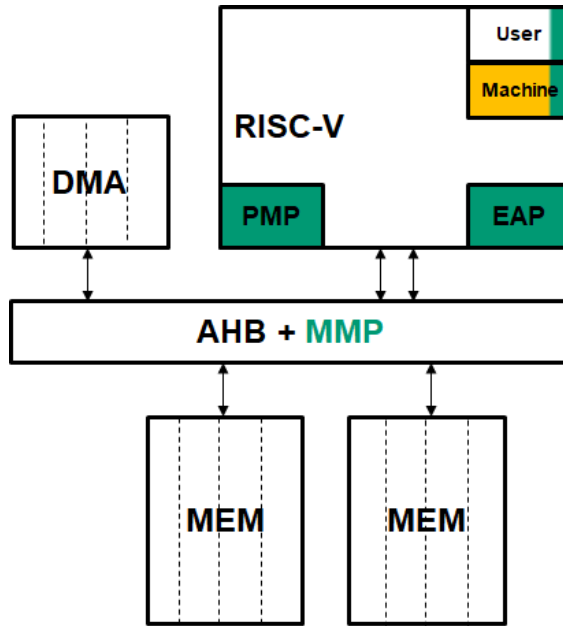 User
Machine
RISC-V
DMA
PMP
EAP
AHB + MMP
MEM
MEM